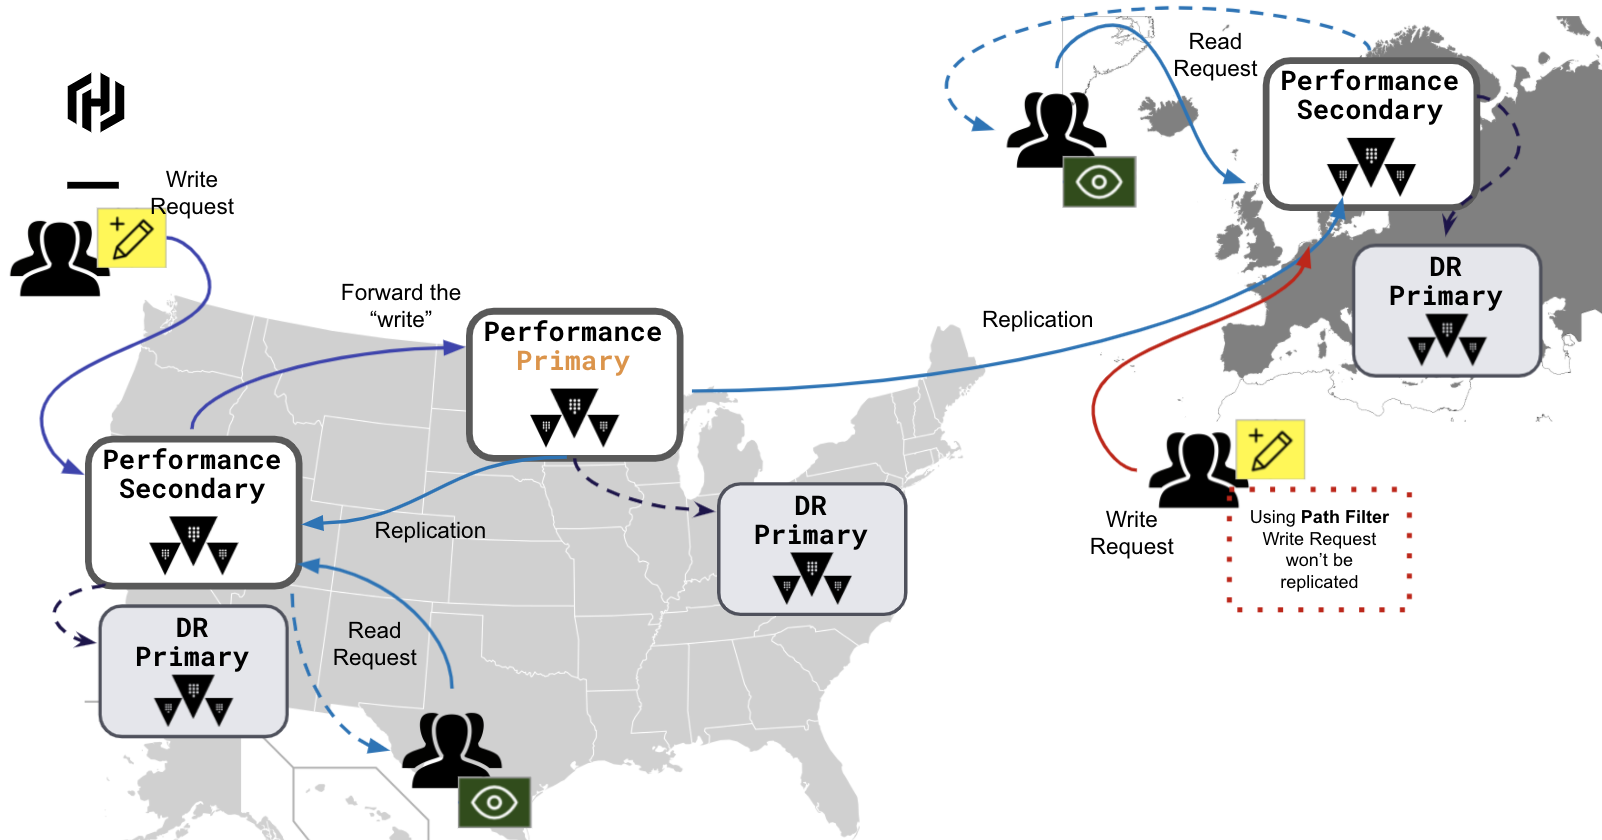 Write
Request
Forward the
“write”
Performance
Primary
Performance
Secondary
Replication
DR
Primary
DR
Primary
Read
Request
Replication
Read
Request
Performance
Secondary
DR
Primary
Write
Request
Using Path Filter
Write Request
won’t be
replicated